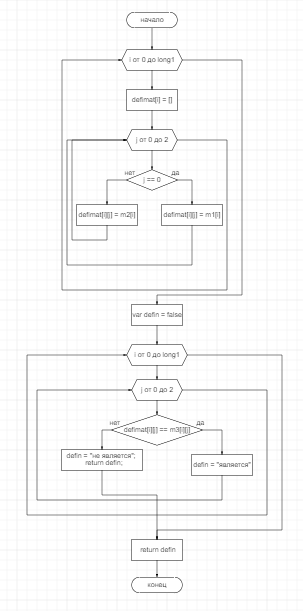 начало
i от 0 до long1
defimat[i] = []
j от 0 до 2
нет
да
j == 0
defimat[i][j] = m2[i]
defimat[i][j] = m1[i]
var defin = false
i от 0 до long1
j от 0 до 2
нет
да
defimat[i][j] == m3[i][j]
defin = "не является";
return defin;
defin = "является"
return defin
конец